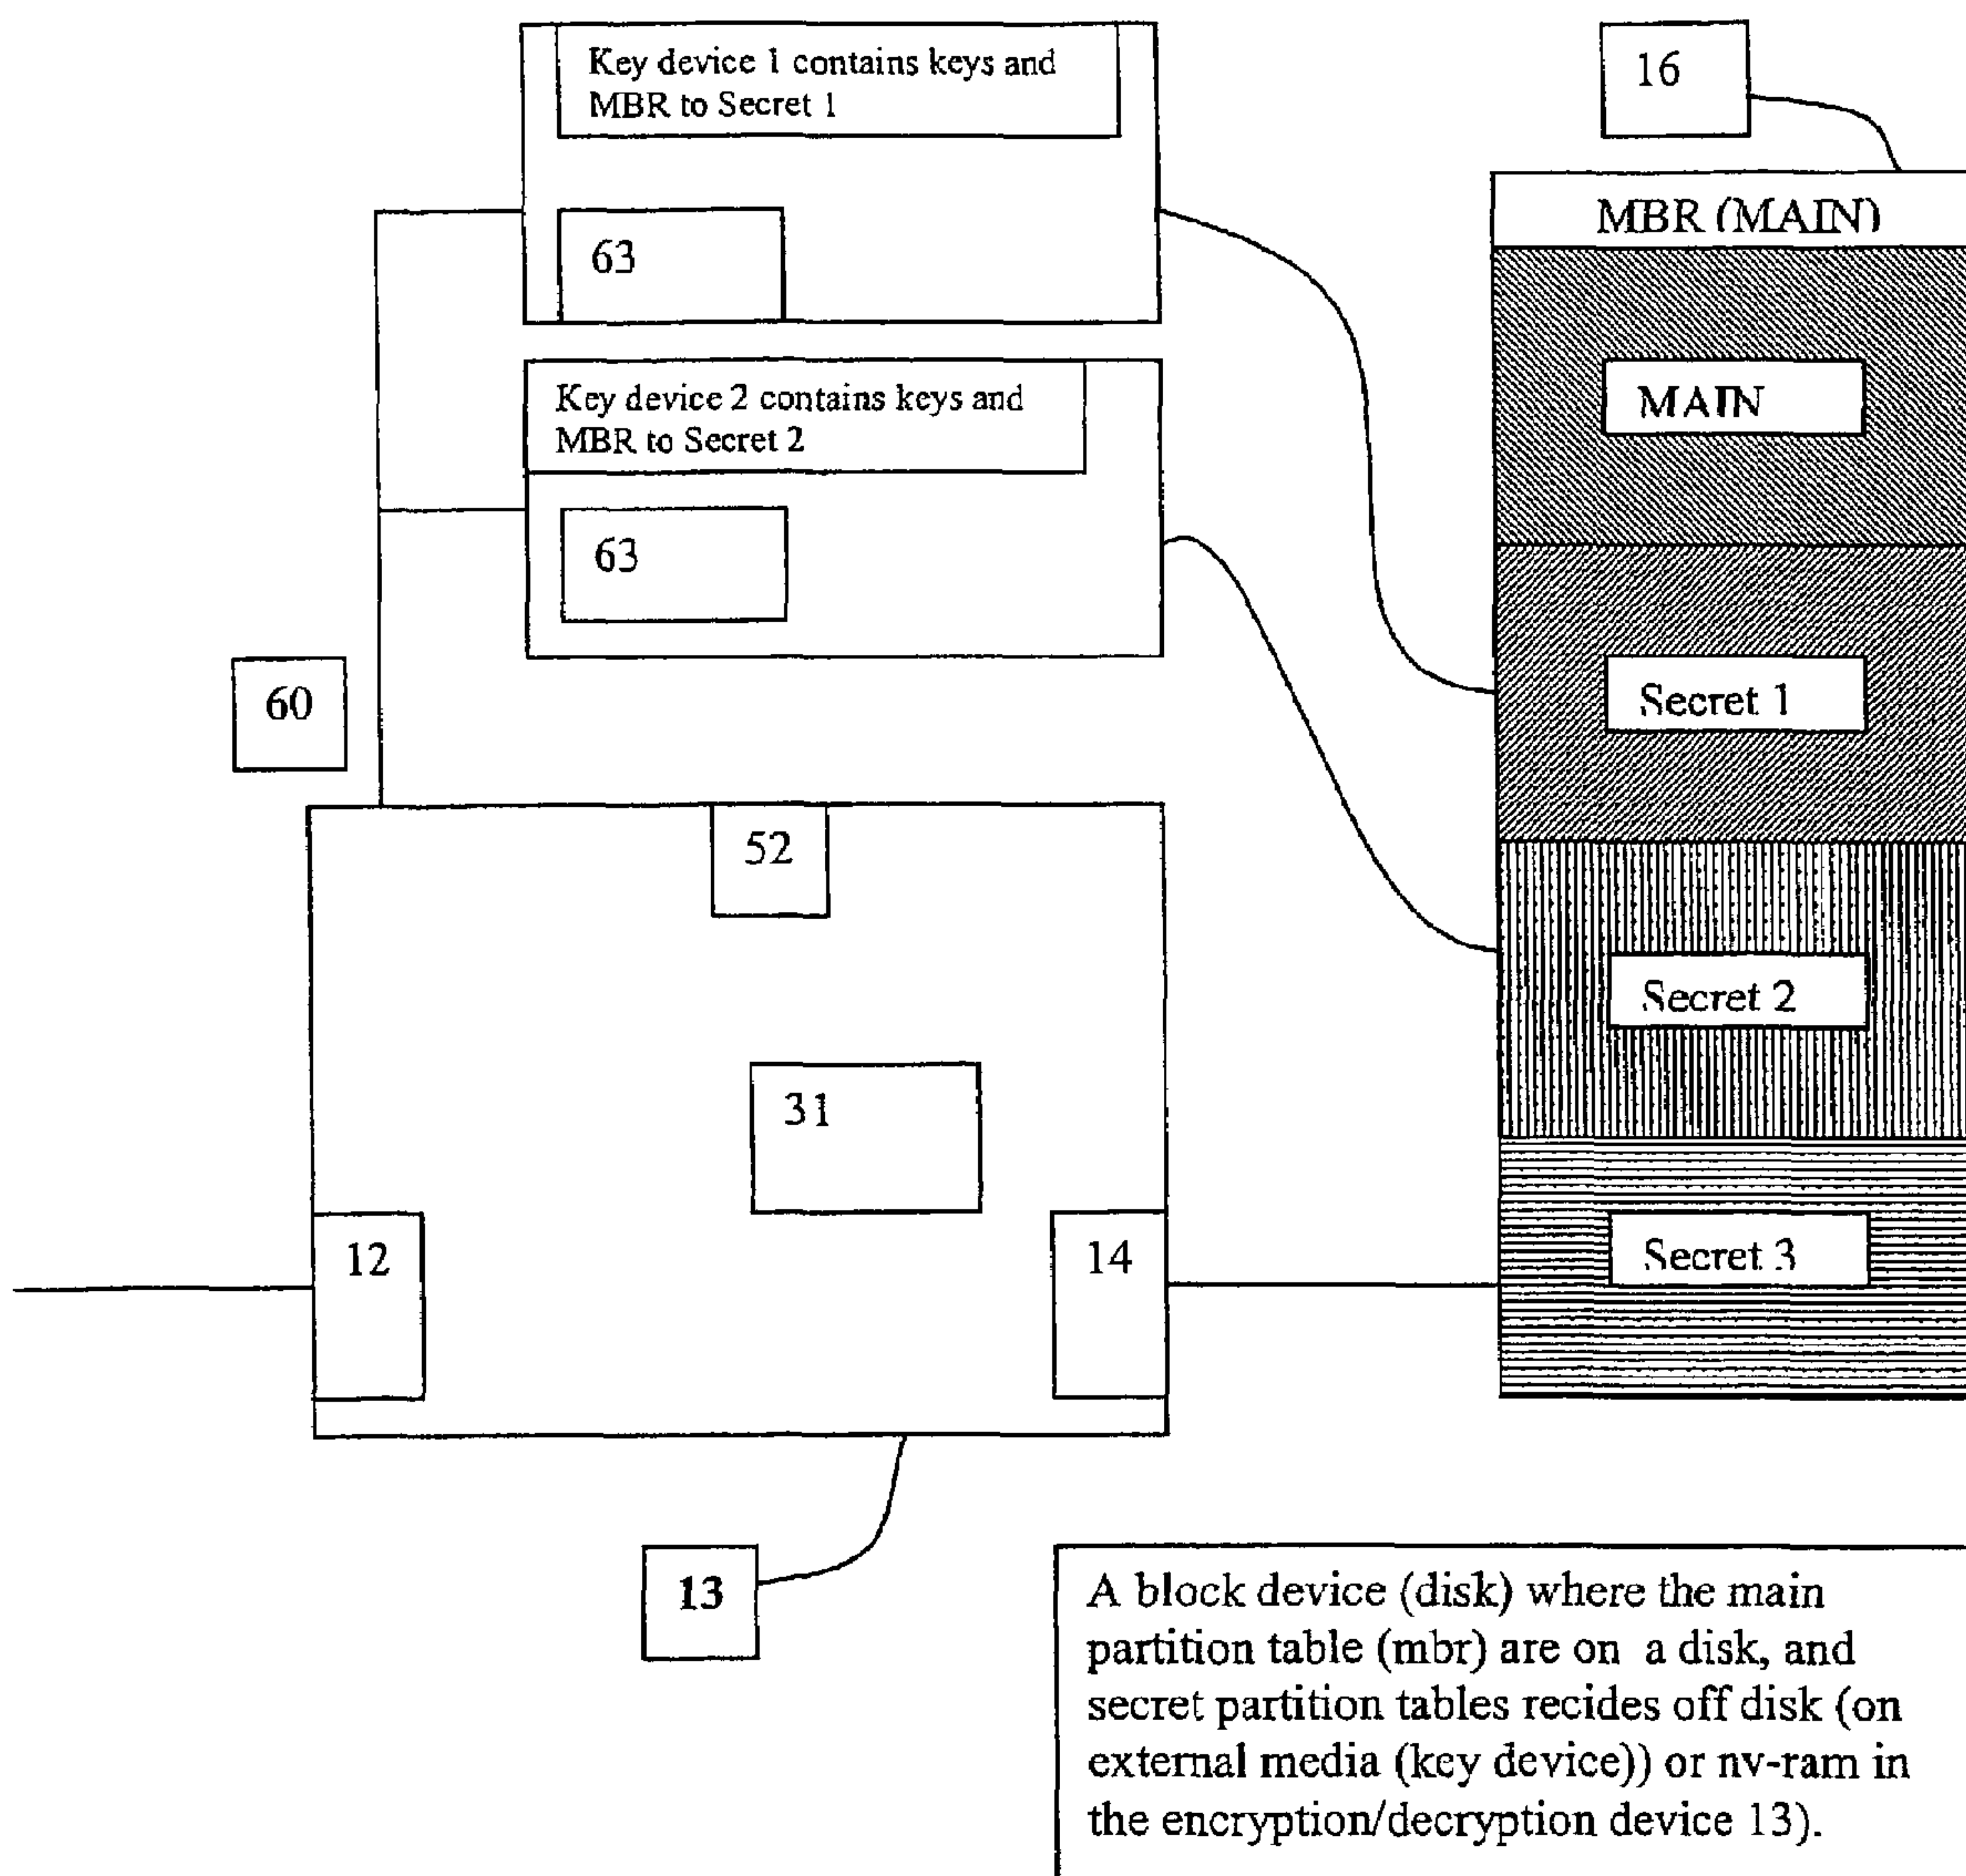 Key device 1 contains keys and
MBR to Secret 1
63
16
MBR (MAIN)
MAIN
Key device 2 contains keys and
MBR to Secret 2
63
60
Secret 1
52
Secret 2
31
12
14
Secret 3
13
A block device (disk) where the main
partition table (mbr) are on a disk, and
secret partition tables recides off disk (on
external media (key device)) or nv-ram in
the encryption/decryption device 13).